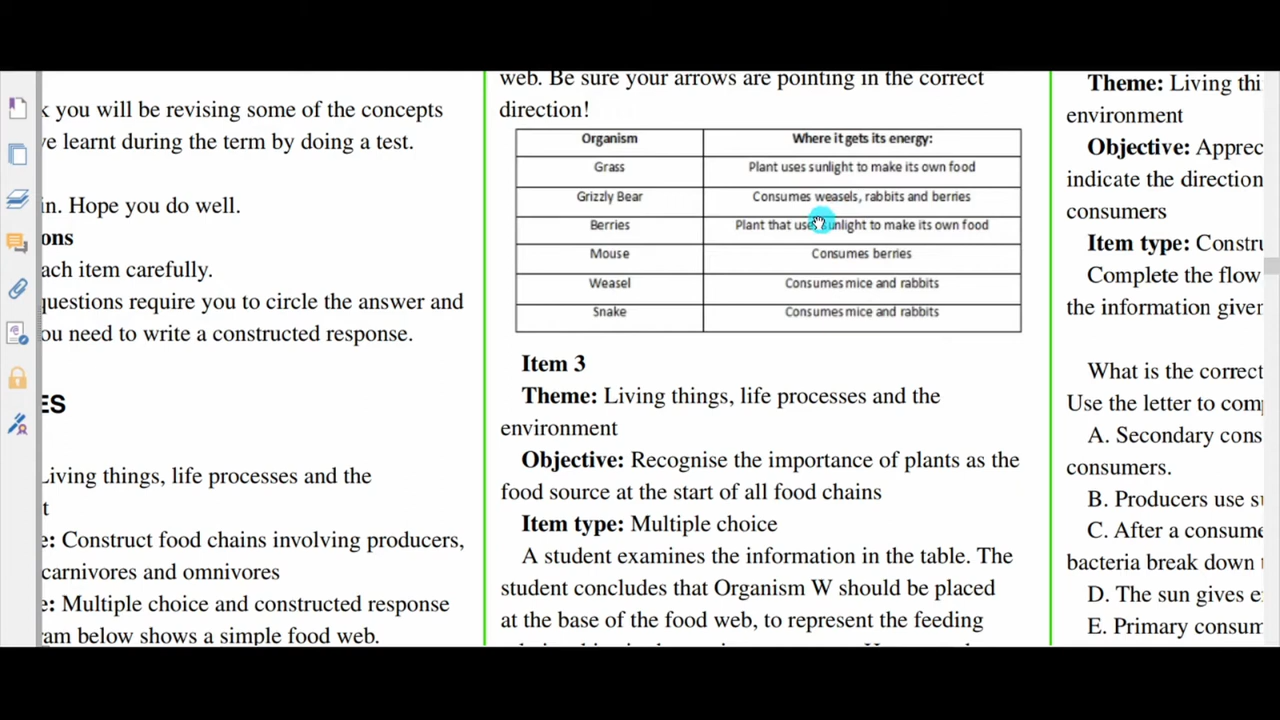 k you will be revising some of the concepts
ve learnt during the term by doing a test.
in. Hope you do well.
ons
ach item carefully.
questions require you to circle the answer and
ou need to write a constructed response.
ES
Living things, life processes and the
t
e: Construct food chains involving producers,
carnivores and omnivores
e: Multiple choice and constructed response
ram below shows a simple food web.
web. Be sure your arrows are pointing in the correct
direction!
Organism Where it gets its energy:
Grass Plant uses sunlight to make its own food
Grizzly Bear Consumes weasels, rabbits and berries
Berries Plant that uses sunlight to make its own food
Mouse Consumes berries
Weasel Consumes mice and rabbits
Snake Consumes mice and rabbits
Item 3
Theme: Living things, life processes and the
environment
Objective: Recognise the importance of plants as the
food source at the start of all food chains
Item type: Multiple choice
A student examines the information in the table. The
student concludes that Organism W should be placed
at the base of the food web, to represent the feeding
Theme: Living thi
environment
Objective: Apprec
indicate the direction
consumers
Item type: Constru
Complete the flow
the information given
What is the correct
Use the letter to comp
A. Secondary cons
consumers.
B. Producers use su
C. After a consume
bacteria break down
D. The sun gives e
E. Primary consum